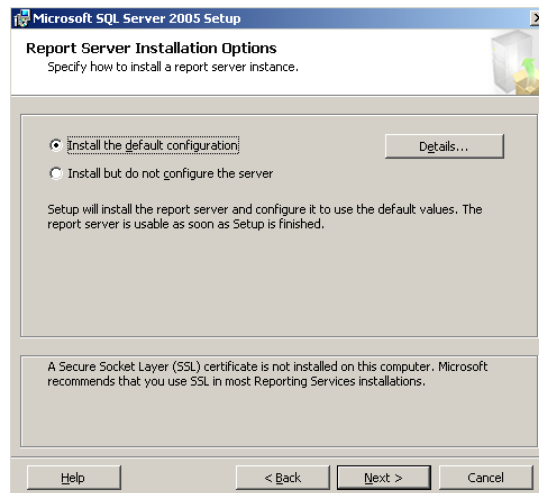 Microsoft SQL Server 2005 Setup
Report Server Installation Options
Specify how to install a report server instance.
Install the default configuration
Details...
Install but do not configure the server
Setup will install the report server and configure it to use the default values. The
report server is usable as soon as Setup is finished.
A Secure Socket Layer (SSL) certificate is not installed on this computer. Microsoft
recommends that you use SSL in most Reporting Services installations.
Help
< Back
Next >
Cancel